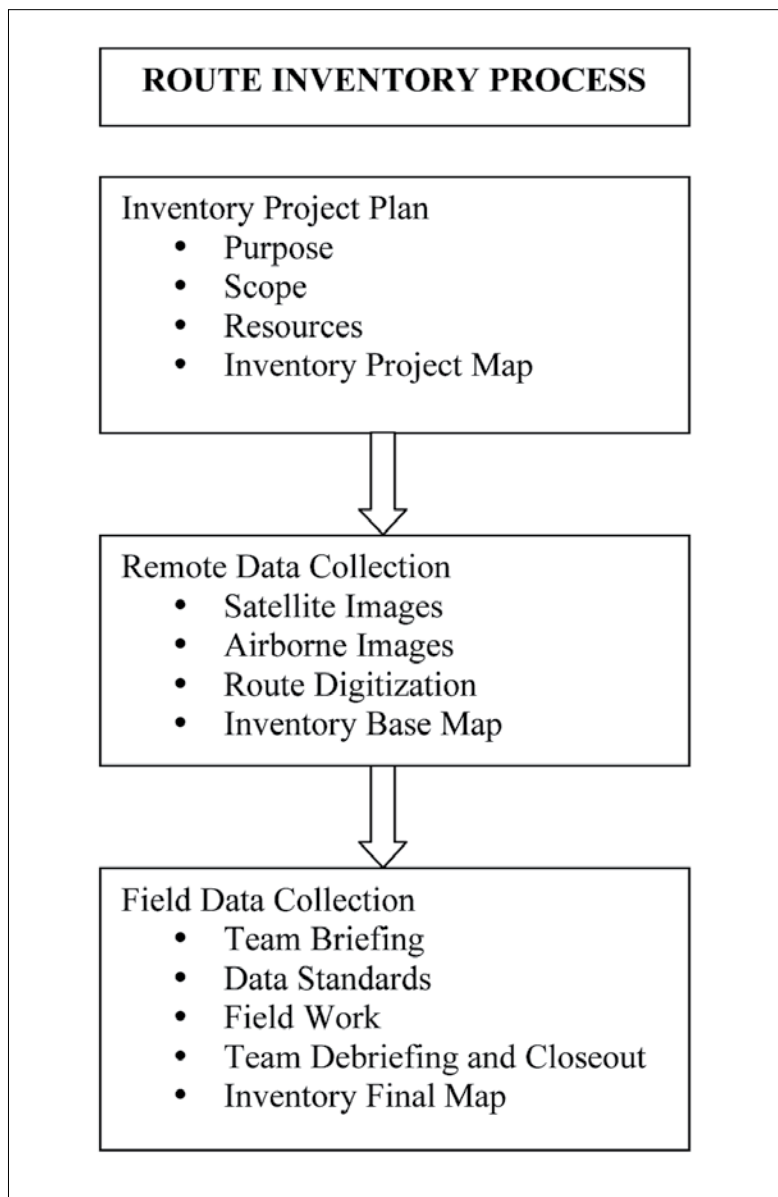 ROUTE INVENTORY PROCESS
Inventory Project Plan
• Purpose
• Scope
• Resources
• Inventory Project Map
Remote Data Collection
• Satellite Images
• Airborne Images
• Route Digitization
• Inventory Base Map
Field Data Collection
• Team Briefing
• Data Standards
• Field Work
• Team Debriefing and Closeout
• Inventory Final Map